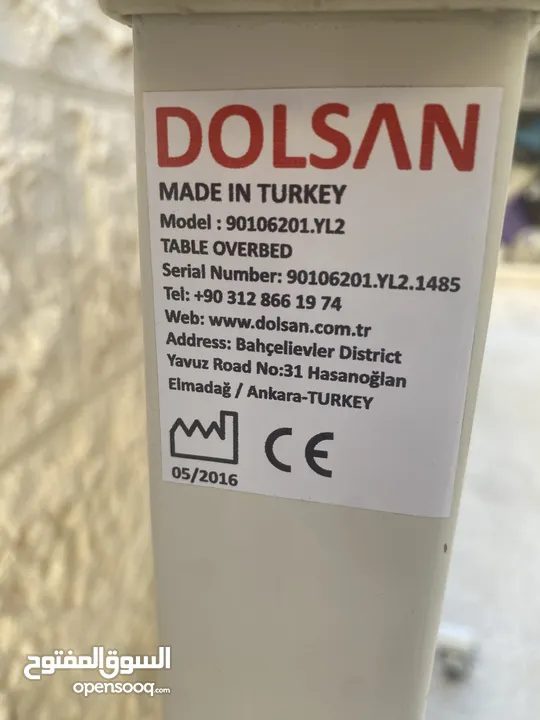 DOLSAN
MADE IN TURKEY
Model : 90106201.YL2
TABLE OVERBED
Serial Number: 90106201.YL2.1485
Tel: +90 312 866 19 74
Web: www.dolsan.com.tr
Address: Bahçelievler District
Yavuz Road No:31 Hasanoğlan
Elmadağ / Ankara-TURKEY
CE
05/2016
السوق المفتوح
opensooq.com